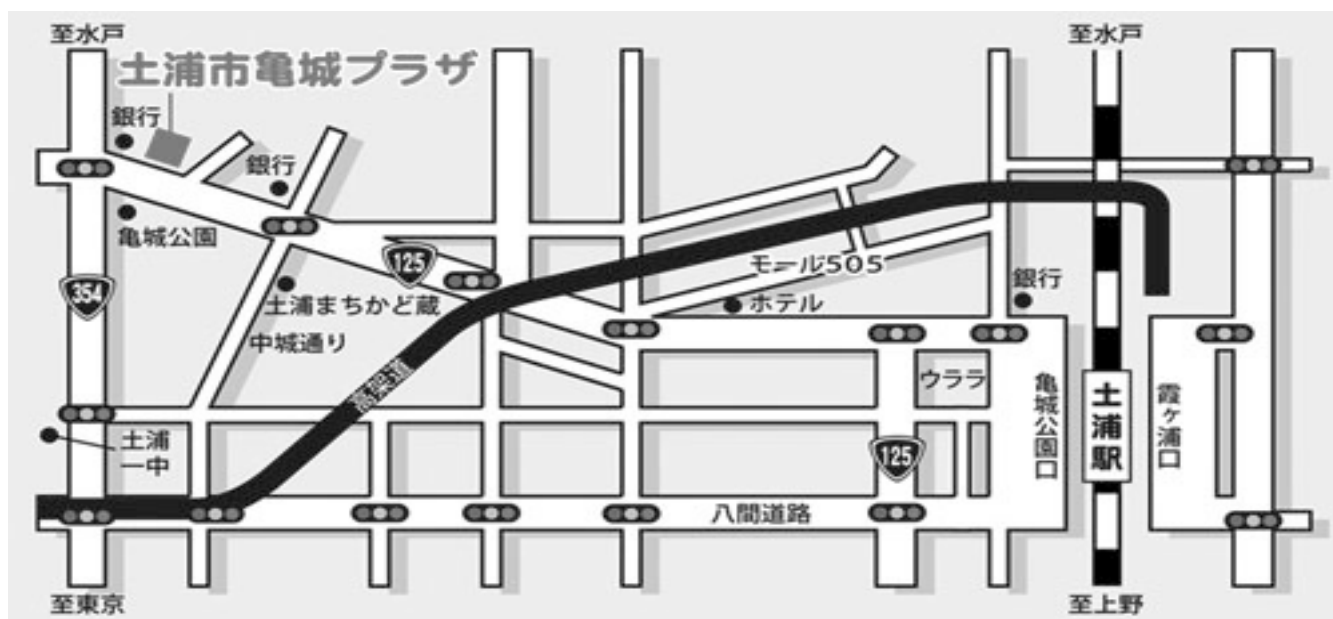 至水戸
至水戸
土浦市亀城プラザ
銀行
銀行
亀城公園
125
モール505
354
土浦まちかど蔵
銀行
ホテル
中城通り
高架道
ウララ
亀城公園口
土浦駅
霞ヶ浦口
土浦
一中
125
八間道路
至東京
至上野